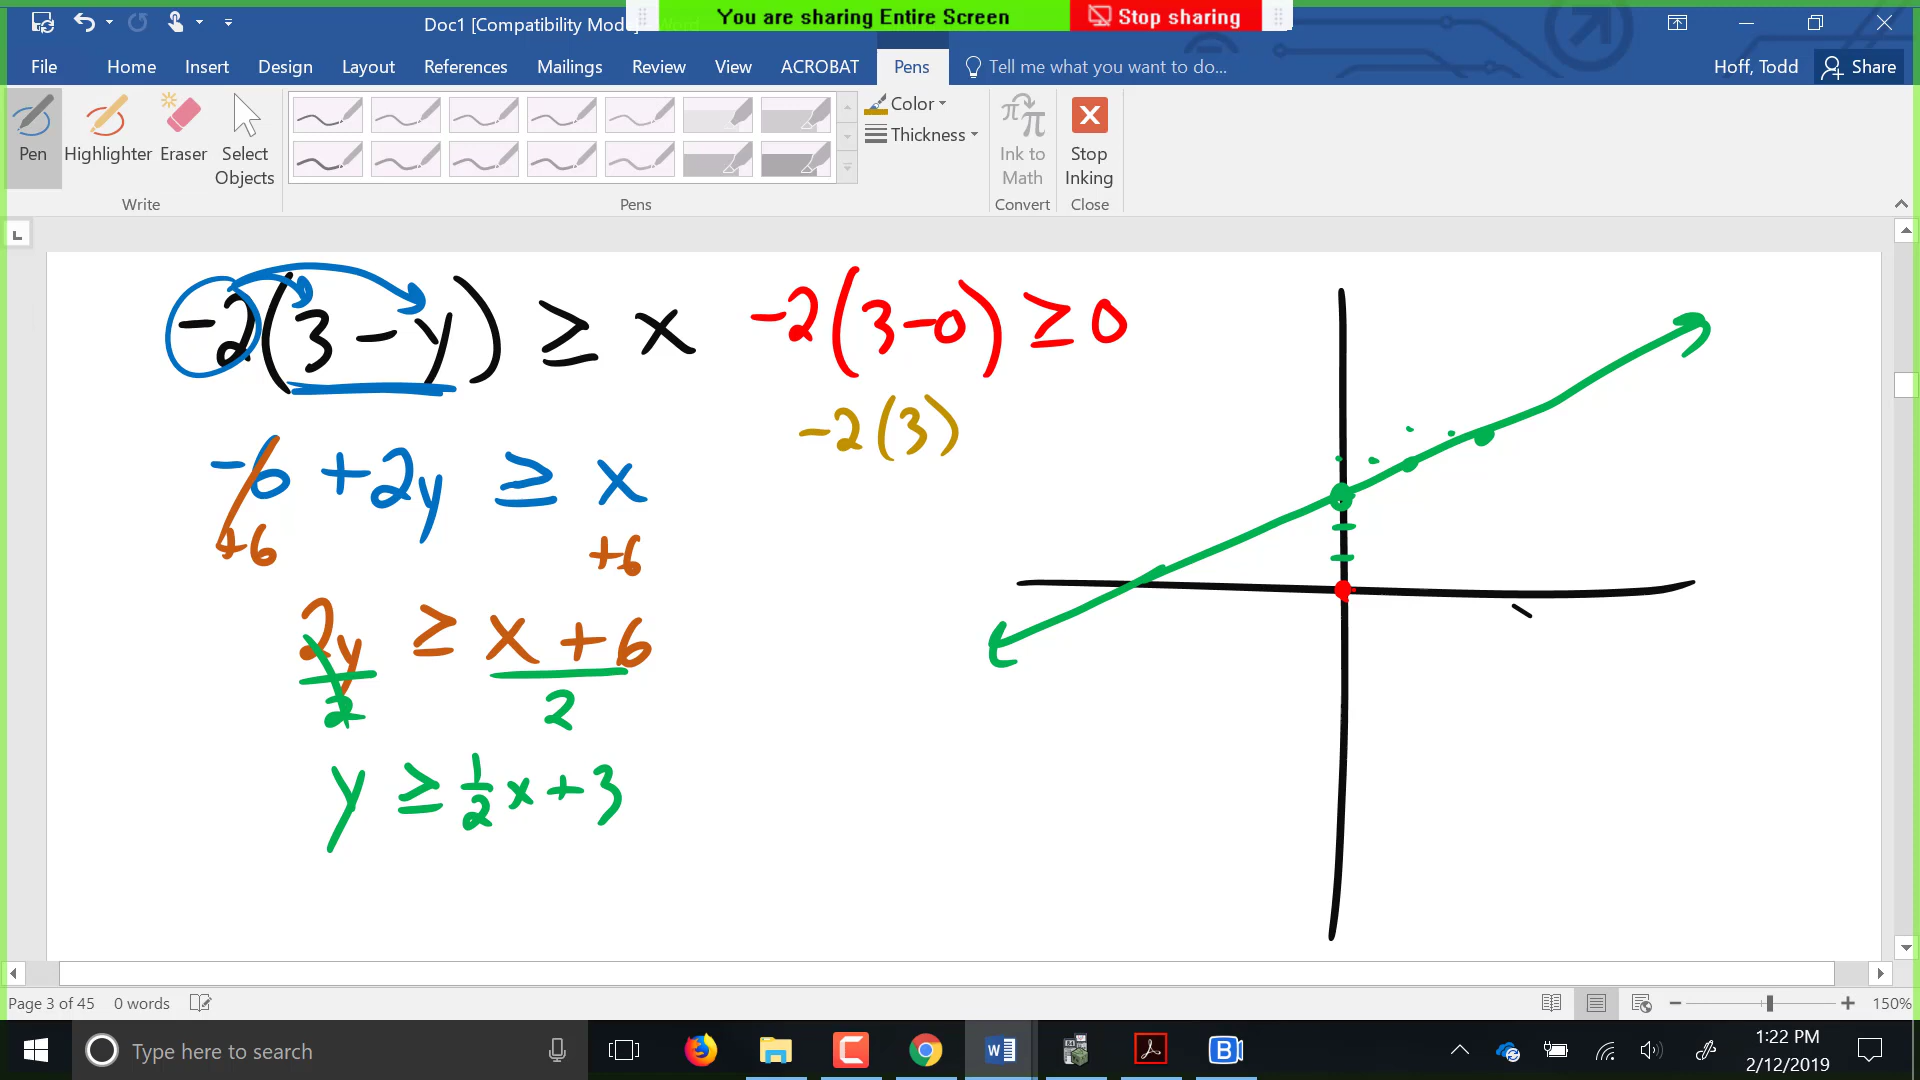 You are sharing Entire Screen
Stop sharing
Doc1 [Compatibility Mod
File Home Insert Design Layout References Mailings Review View ACROBAT Pens Tell me what you want to do... Hoff, Todd Share
Pen Highlighter Eraser Select Objects
Color
Thickness
Ink to Math
Stop Inking
Write Pens Convert Close
-2(3-y) ≥ x
-2(3-0) ≥ 0
-2(3)
-6 +2y ≥ x
+6 +6
2y ≥ x + 6
2 2
y ≥ 1/2 x + 3
Page 3 of 45 0 words 150%
Type here to search
1:22 PM
2/12/2019